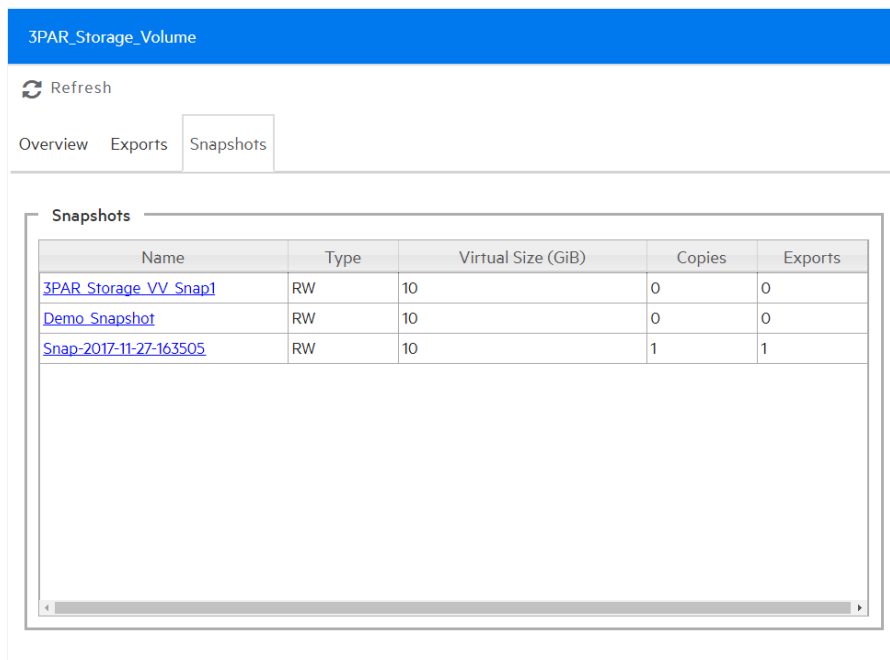 3PAR_Storage_Volume
Refresh
Overview Exports Snapshots
Snapshots
Name Type Virtual Size (GiB) Copies Exports
3PAR_Storage_VV_Snap1 RW 10 0 0
Demo_Snapshot RW 10 0 0
Snap-2017-11-27-163505 RW 10 1 1